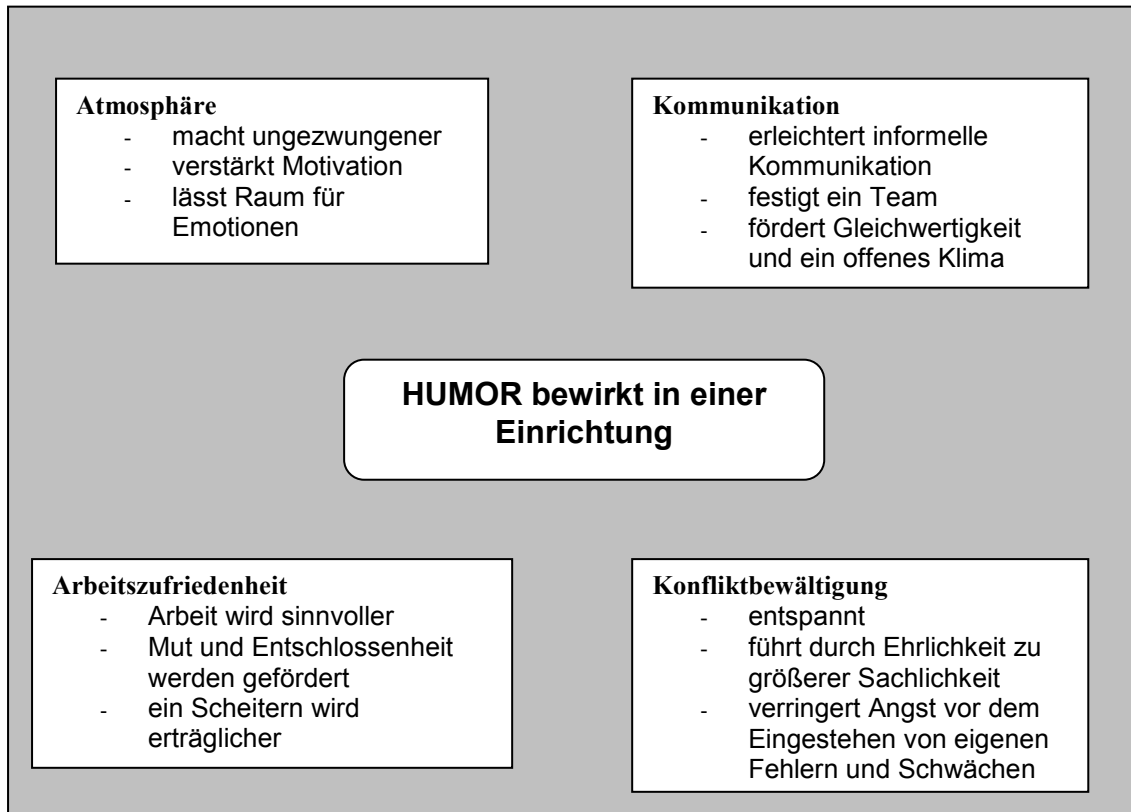 Atmosphäre
- macht ungezwungener
- verstärkt Motivation
- lässt Raum für
Emotionen
Kommunikation
- erleichtert informelle
Kommunikation
- festigt ein Team
- fördert Gleichwertigkeit
und ein offenes Klima
HUMOR bewirkt in einer
Einrichtung
Arbeitszufriedenheit
- Arbeit wird sinnvoller
- Mut und Entschlossenheit
werden gefördert
- ein Scheitern wird
erträglicher
Konfliktbewältigung
- entspannt
- führt durch Ehrlichkeit zu
größerer Sachlichkeit
- verringert Angst vor dem
Eingestehen von eigenen
Fehlern und Schwächen